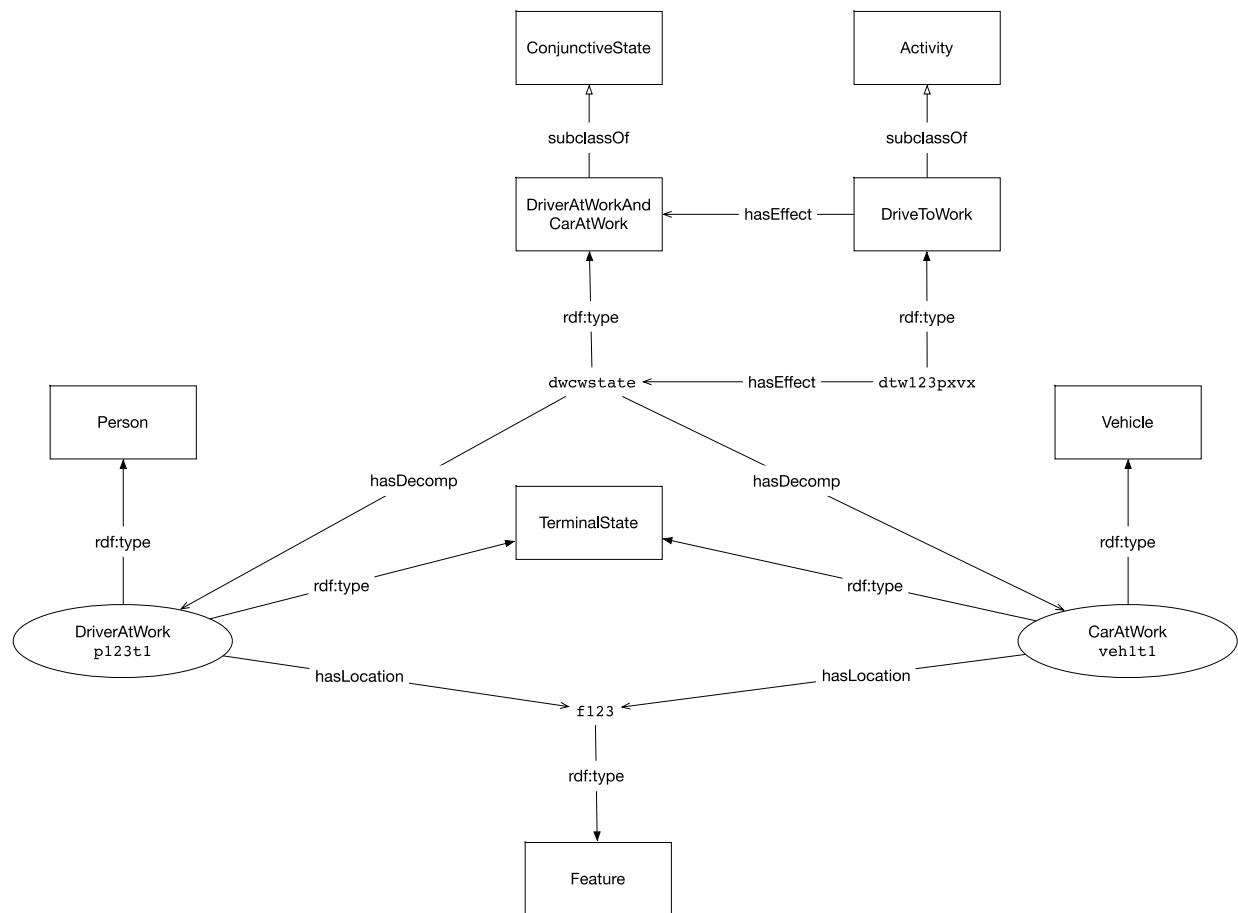 ConjunctiveState
Activity
subclassOf
subclassOf
DriverAtWorkAnd
CarAtWork
hasEffect
DriveToWork
rdf:type
rdf:type
dwcwstate
hasEffect
dtw123pxvx
Person
Vehicle
hasDecomp
hasDecomp
TerminalState
rdf:type
rdf:type
rdf:type
rdf:type
DriverAtWork
p123t1
CarAtWork
veh1t1
hasLocation
hasLocation
f123
rdf:type
Feature